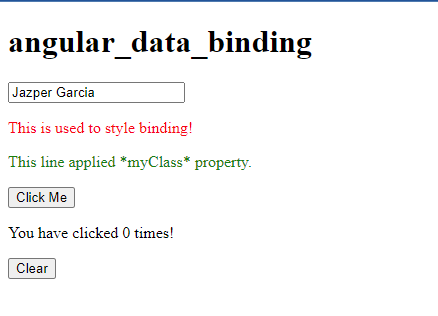 angular_data_binding
Jazper Garcia
This is used to style binding!
This line applied *myClass* property.
Click Me
You have clicked 0 times!
Clear